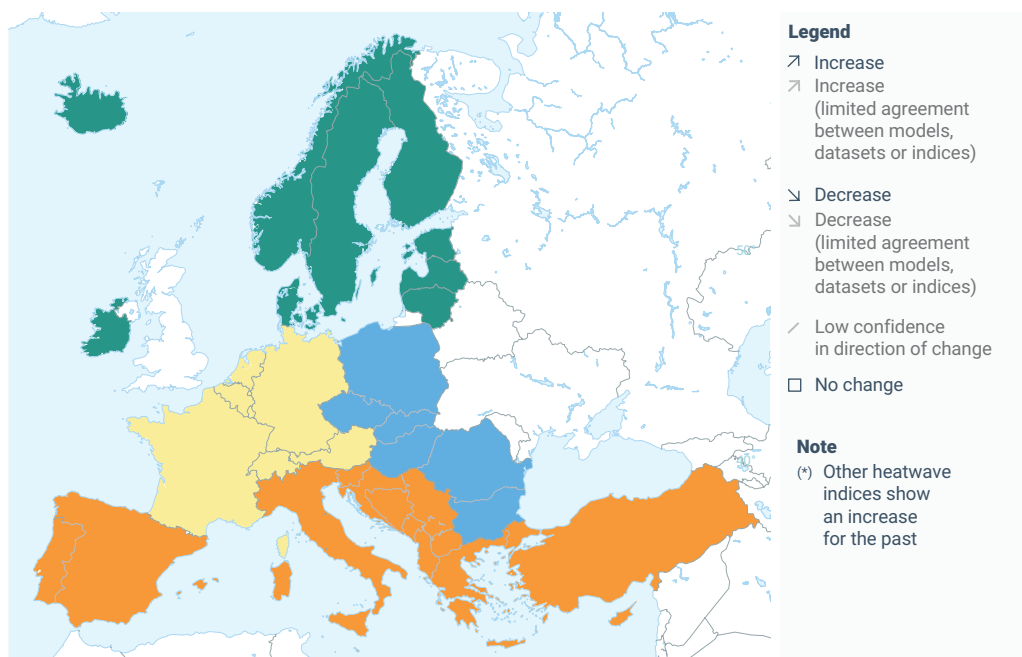 Legend
Increase
Increase
(limited agreement
between models,
datasets or indices)
Decrease
Decrease
(limited agreement
between models,
datasets or indices)
Low confidence
in direction of change
No change
Note
(*) Other heatwave
indices show
an increase
for the past